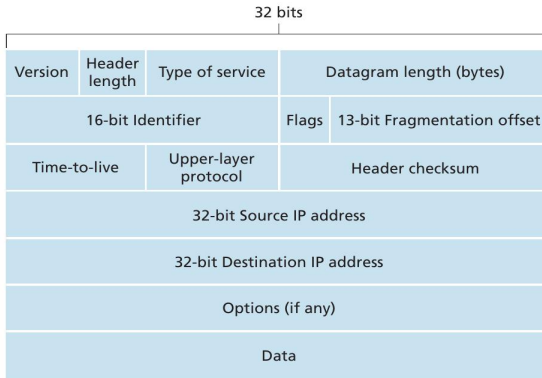 32 bits
Version Header length Type of service Datagram length (bytes)
16-bit Identifier Flags 13-bit Fragmentation offset
Time-to-live Upper-layer protocol Header checksum
32-bit Source IP address
32-bit Destination IP address
Options (if any)
Data